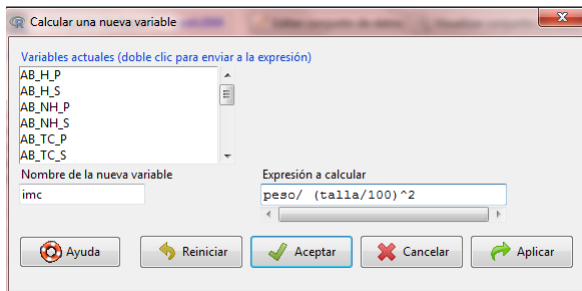 Calcular una nueva variable
Variables actuales (doble clic para enviar a la expresión)
AB_H_P
AB_H_S
AB_NH_P
AB_NH_S
AB_TC_P
AB_TC_S
Nombre de la nueva variable
Expresión a calcular
imc
peso/ (talla/100)^2
Ayuda
Reiniciar
Aceptar
Cancelar
Aplicar